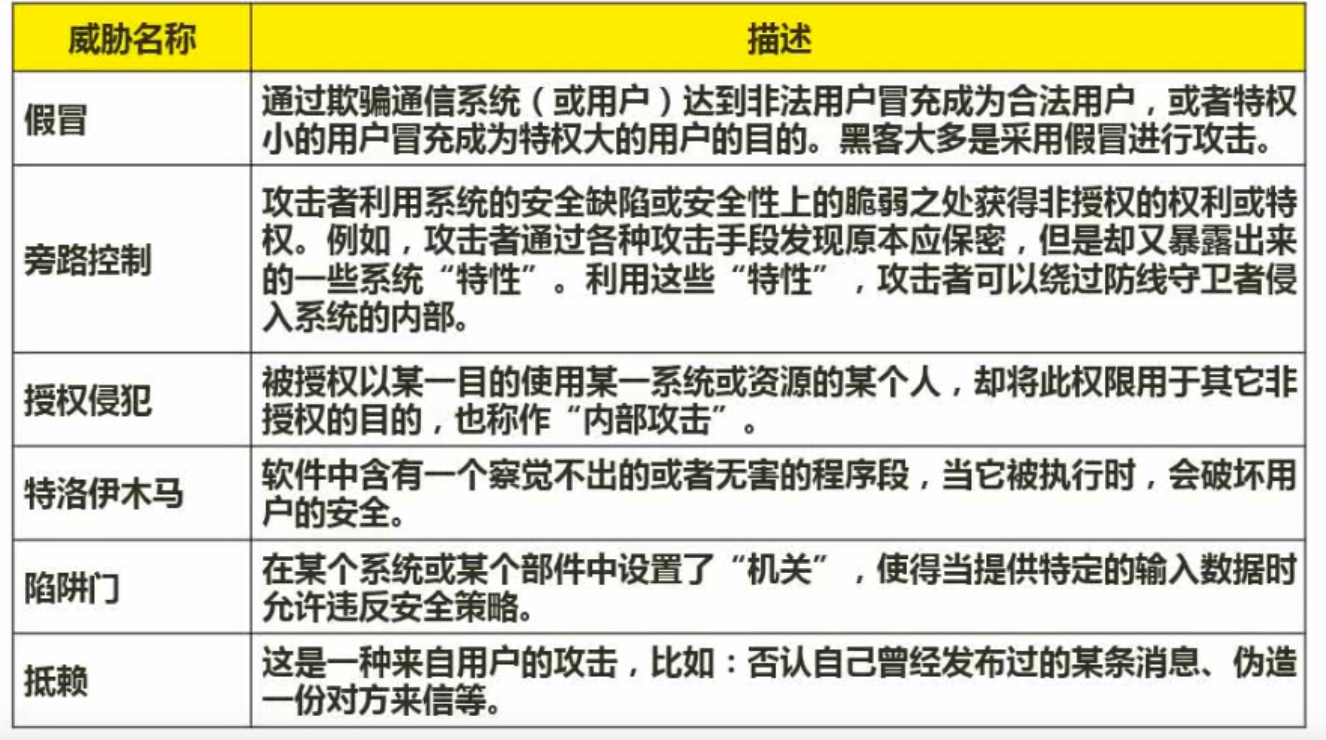 威胁名称
描述
假冒
通过欺骗通信系统（或用户）达到非法用户冒充成为合法用户，或者特权
小的用户冒充成为特权大的用户的目的。黑客大多是采用假冒进行攻击。
旁路控制
攻击者利用系统的安全缺陷或安全性上的脆弱之处获得非授权的权利或特
权。例如，攻击者通过各种攻击手段发现原本应保密，但是却又暴露出来
的一些系统“特性”。利用这些“特性”，攻击者可以绕过防线守卫者侵
入系统的内部。
授权侵犯
被授权以某一目的使用某一系统或资源的某个人，却将此权限用于其它非
授权的目的，也称作“内部攻击”。
特洛伊木马
软件中含有一个察觉不出的或者无害的程序段，当它被执行时，会破坏用
户的安全。
陷阱门
在某个系统或某个部件中设置了“机关”，使得当提供特定的输入数据时
允许违反安全策略。
抵赖
这是一种来自用户的攻击，比如：否认自己曾经发布过的某条消息、伪造
一份对方来信等。